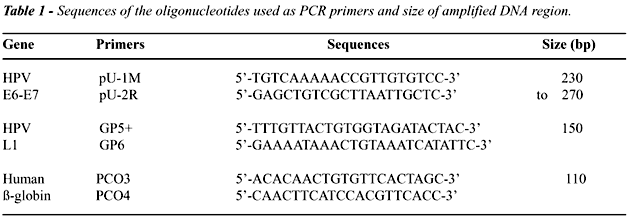 Table 1 - Sequences of the oligonucleotides used as PCR primers and size of amplified DNA region.
Gene Primers Sequences Size (bp)
HPV pU-1M 5’-TGTCAAAAACCGTTGTGTCC-3’ 230
E6-E7 pU-2R 5’-GAGCTGTCGCTTAATTGCTC-3’ to 270
HPV GP5+ 5’-TTTGTTACTGTGGTAGATACTAC-3’ 150
L1 GP6 5’-GAAAATAAACTGTAAATCATATTC-3’
Human PCO3 5’-ACACAACTGTGTTCACTAGC-3’ 110
ß-globin PCO4 5’-CAACTTCATCCACGTTCACC-3’